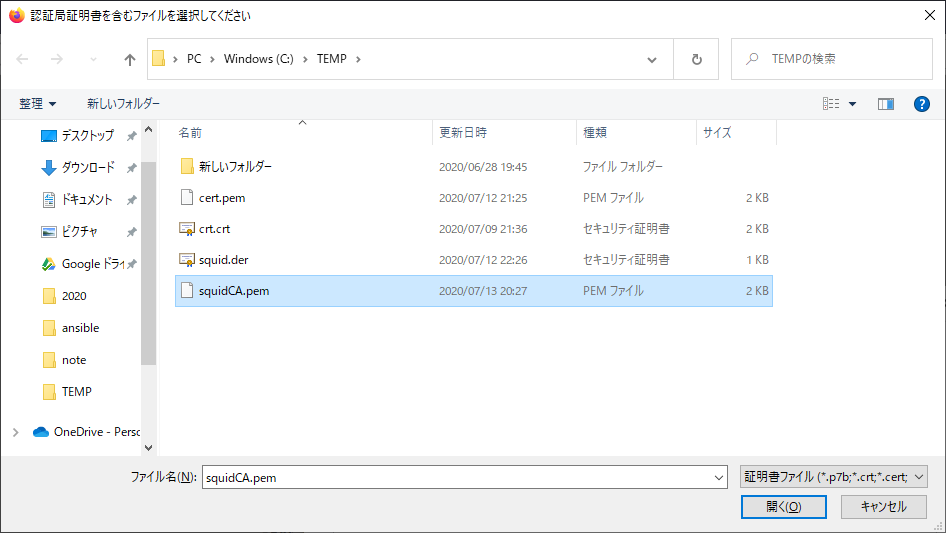 認証局証明書を含むファイルを選択してください
PC > Windows (C:) > TEMP >
TEMPの検索
整理 新しいフォルダー
名前 更新日時 種類 サイズ
デスクトップ
ダウンロード
ドキュメント
ピクチャ
Google ドライ
2020
ansible
note
TEMP
OneDrive - Perso
新しいフォルダー 2020/06/28 19:45 ファイル フォルダー
cert.pem 2020/07/12 21:25 PEM ファイル 2 KB
crt.crt 2020/07/09 21:36 セキュリティ証明書 2 KB
squid.der 2020/07/12 22:26 セキュリティ証明書 1 KB
squidCA.pem 2020/07/13 20:27 PEM ファイル 2 KB
ファイル名(N): squidCA.pem 証明書ファイル (*.p7b;*.crt;*.cert;
開く(O) キャンセル